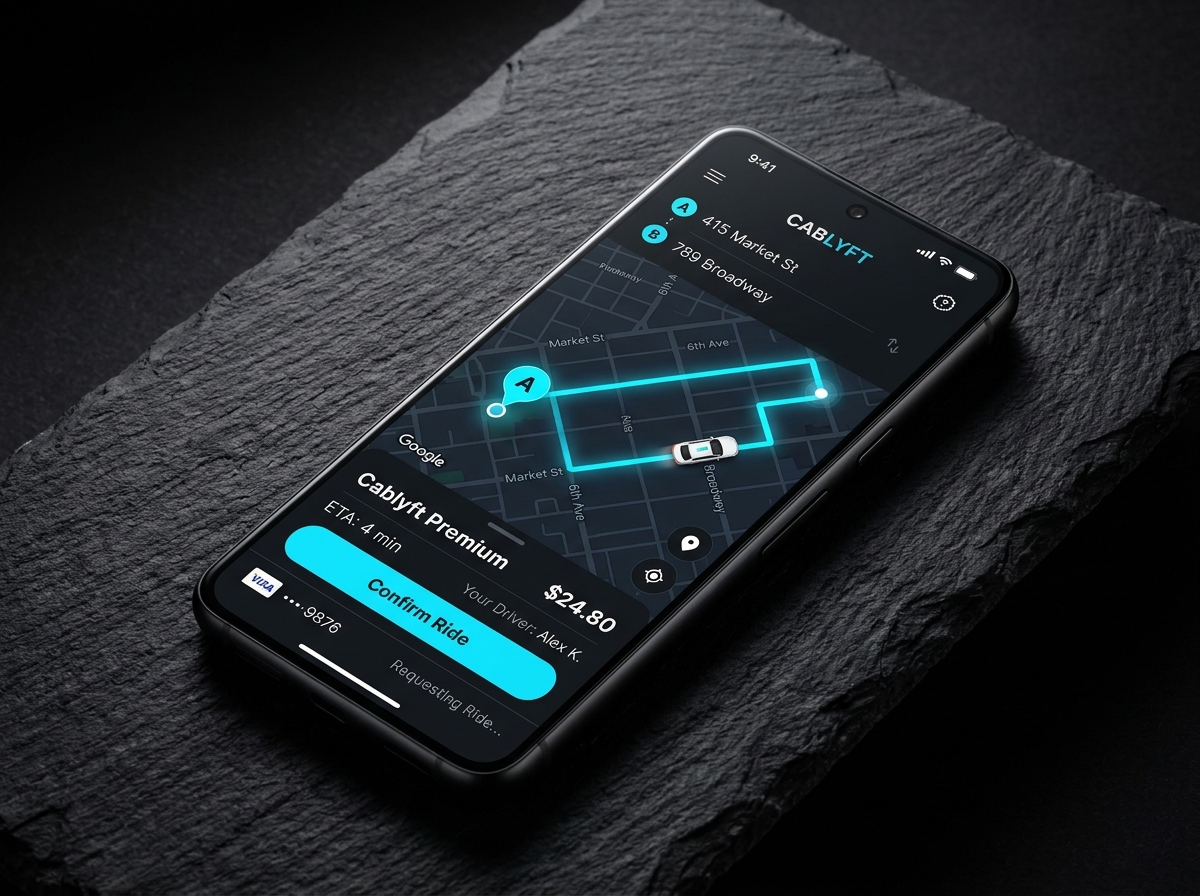 9:41
CABLYFT
A
415 Market St
B
789 Broadway
Market St
6th Ave
A
Google
Market St
6th Ave
Broadway
Cablyft Premium
ETA: 4 min
$24.80
Your Driver: Alex K.
Confirm Ride
••••9876
Requesting Ride...